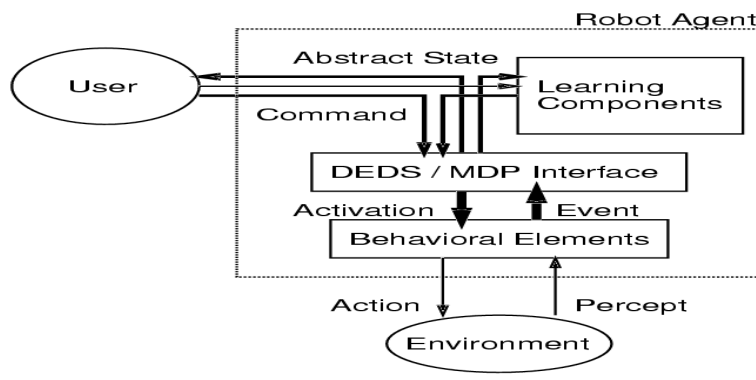 Robot Agent
Abstract State
User
Learning
Components
Command
DEDS / MDP Interface
Activation
Event
Behavioral Elements
Action
Percept
Environment